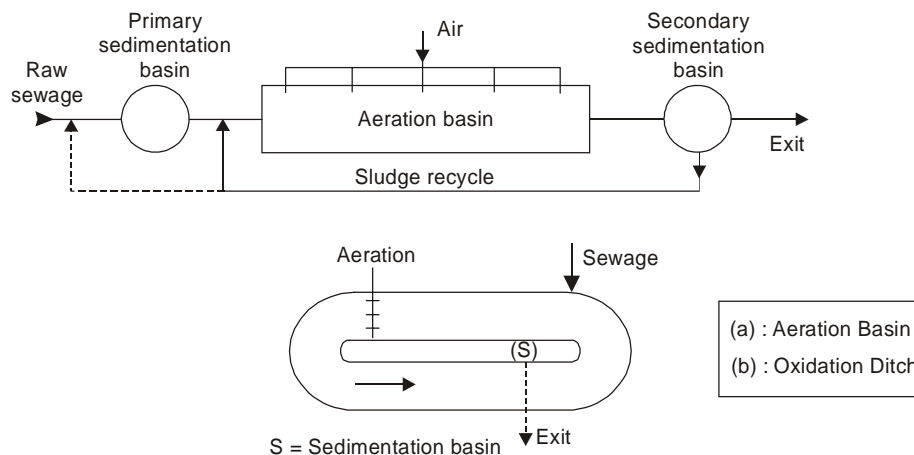 Primary
sedimentation
basin
Air
Secondary
sedimentation
basin
Raw
sewage
Aeration basin
Exit
Sludge recycle
Aeration
Sewage
(S)
(a) : Aeration Basin
(b) : Oxidation Ditch
Exit
S = Sedimentation basin